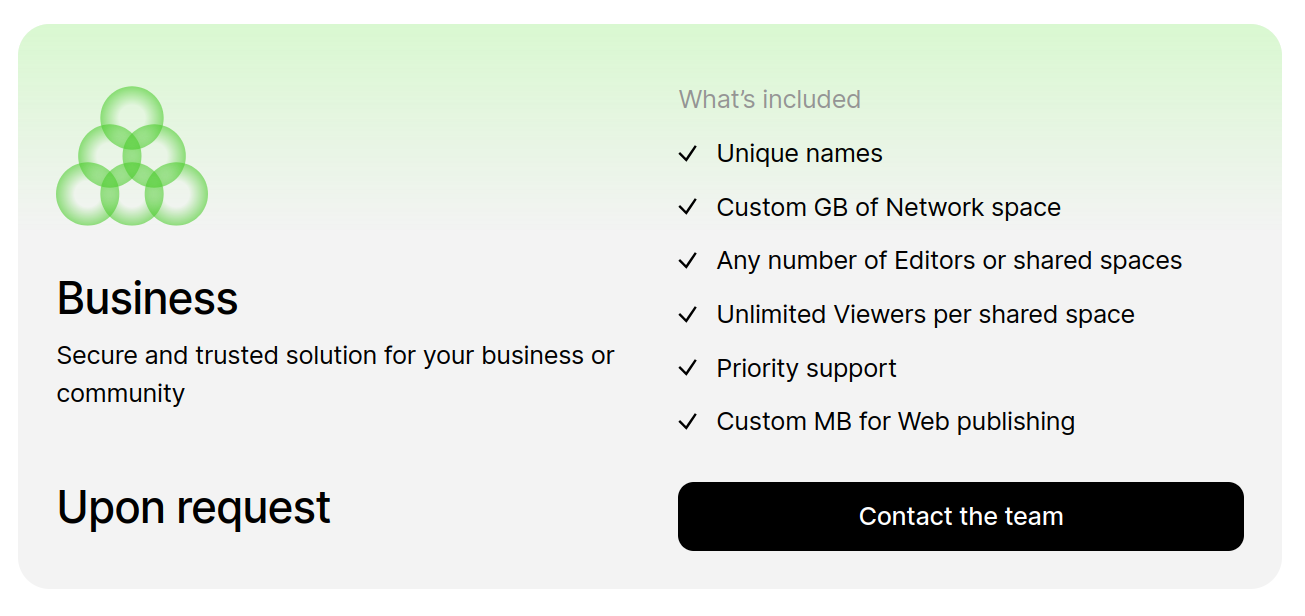 Business
Secure and trusted solution for your business or
community
Upon request
What’s included
Unique names
Custom GB of Network space
Any number of Editors or shared spaces
Unlimited Viewers per shared space
Priority support
Custom MB for Web publishing
Contact the team